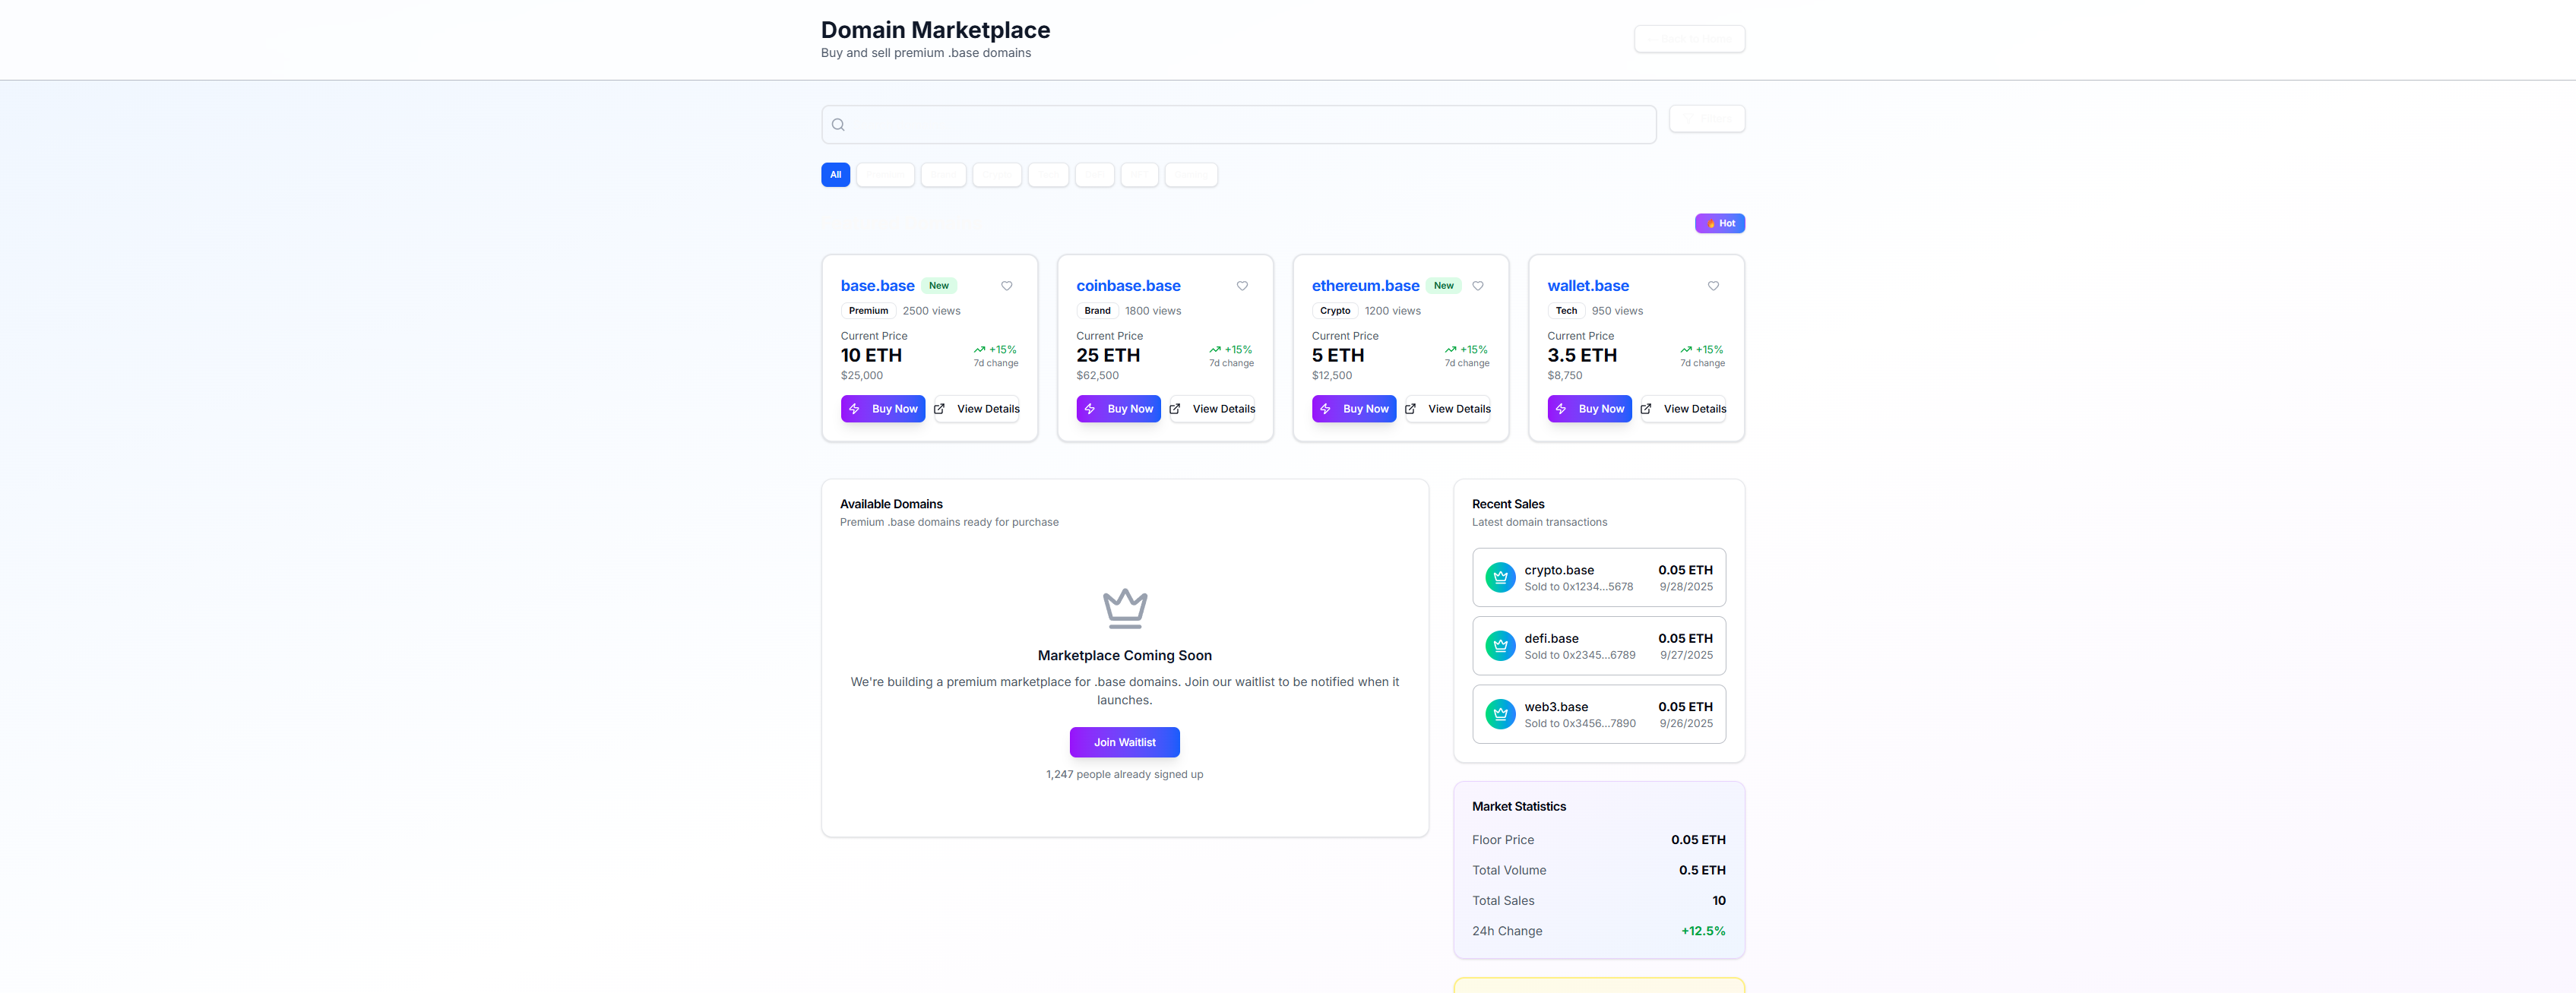 Domain Marketplace
Buy and sell premium .base domains
All
🔥 Hot
base.base New
Premium 2500 views
Current Price
10 ETH +15%
$25,000 7d change
Buy Now View Details
coinbase.base
Brand 1800 views
Current Price
25 ETH +15%
$62,500 7d change
Buy Now View Details
ethereum.base New
Crypto 1200 views
Current Price
5 ETH +15%
$12,500 7d change
Buy Now View Details
wallet.base
Tech 950 views
Current Price
3.5 ETH +15%
$8,750 7d change
Buy Now View Details
Available Domains
Premium .base domains ready for purchase
Marketplace Coming Soon
We're building a premium marketplace for .base domains. Join our waitlist to be notified when it
launches.
Join Waitlist
1,247 people already signed up
Recent Sales
Latest domain transactions
crypto.base 0.05 ETH
Sold to 0x1234...5678 9/28/2025
defi.base 0.05 ETH
Sold to 0x2345...6789 9/27/2025
web3.base 0.05 ETH
Sold to 0x3456...7890 9/26/2025
Market Statistics
Floor Price 0.05 ETH
Total Volume 0.5 ETH
Total Sales 10
24h Change +12.5%